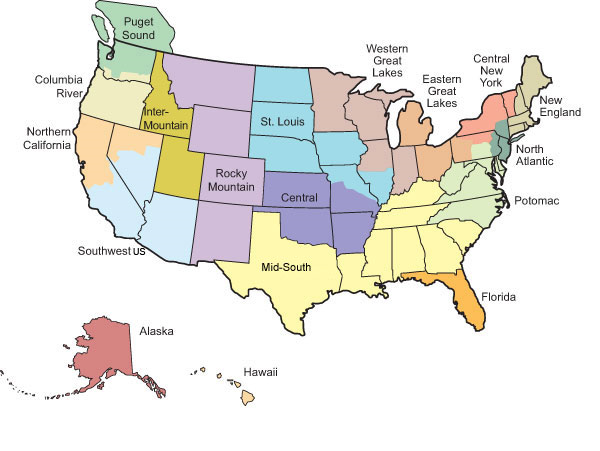 Puget
Sound
Western
Great
Lakes
Central
New
York
Columbia
River
Eastern
Great
Lakes
New
England
Inter-
Mountain
St. Louis
Northern
California
North
Atlantic
Rocky
Mountain
Central
Potomac
Southwest US
Mid-South
Florida
Alaska
Hawaii